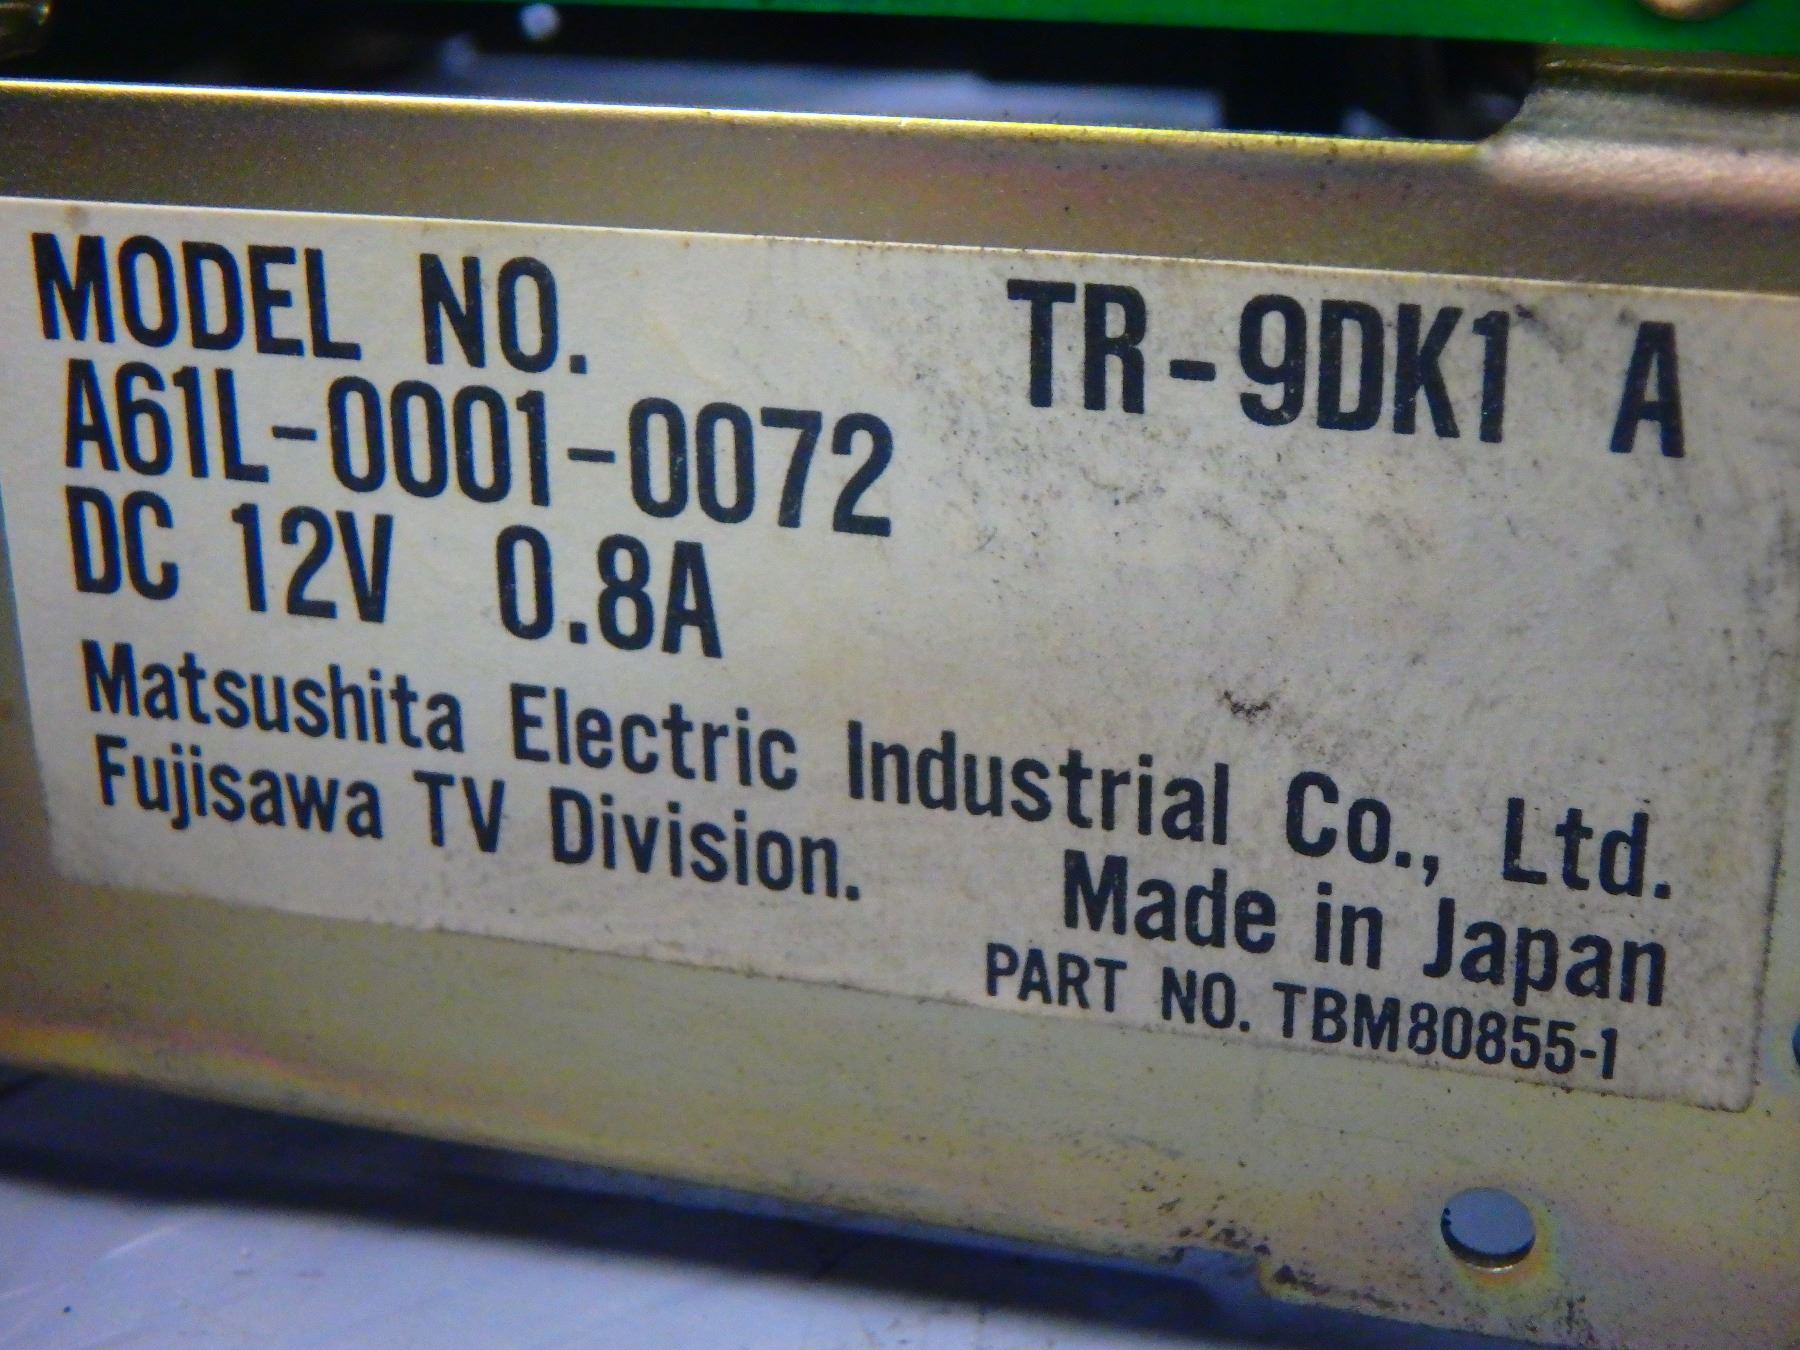 MODEL NO. TR-9DK1 A
A61L-0001-0072
DC 12V 0.8A
Matsushita Electric Industrial Co., Ltd.
Fujisawa TV Division. Made in Japan
PART NO. TBM80855-1